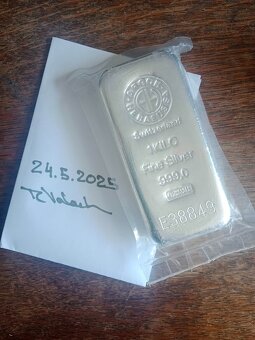 24.5.2025
Switzerland
1 KILO
Fine Silver
999.0
E38849